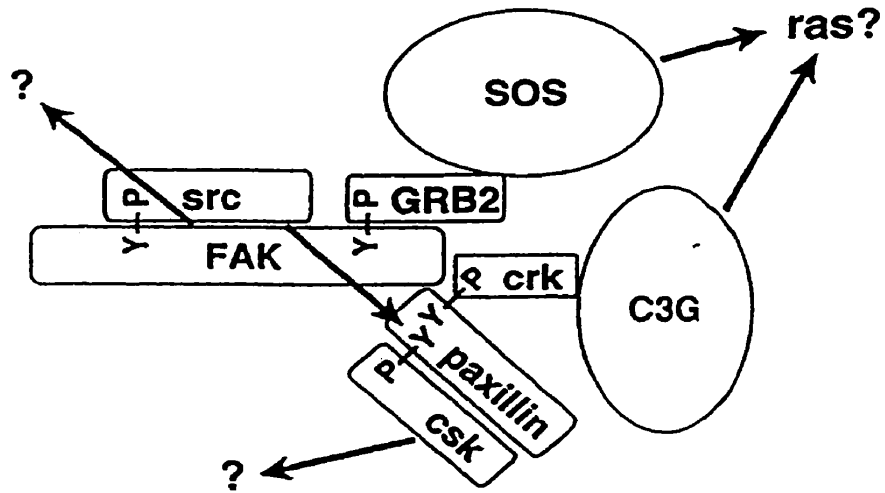 ras?
SOS
?
P src
P GRB2
Y
Y
FAK
P crk
Y
Y
C3G
P
paxillin
csk
?